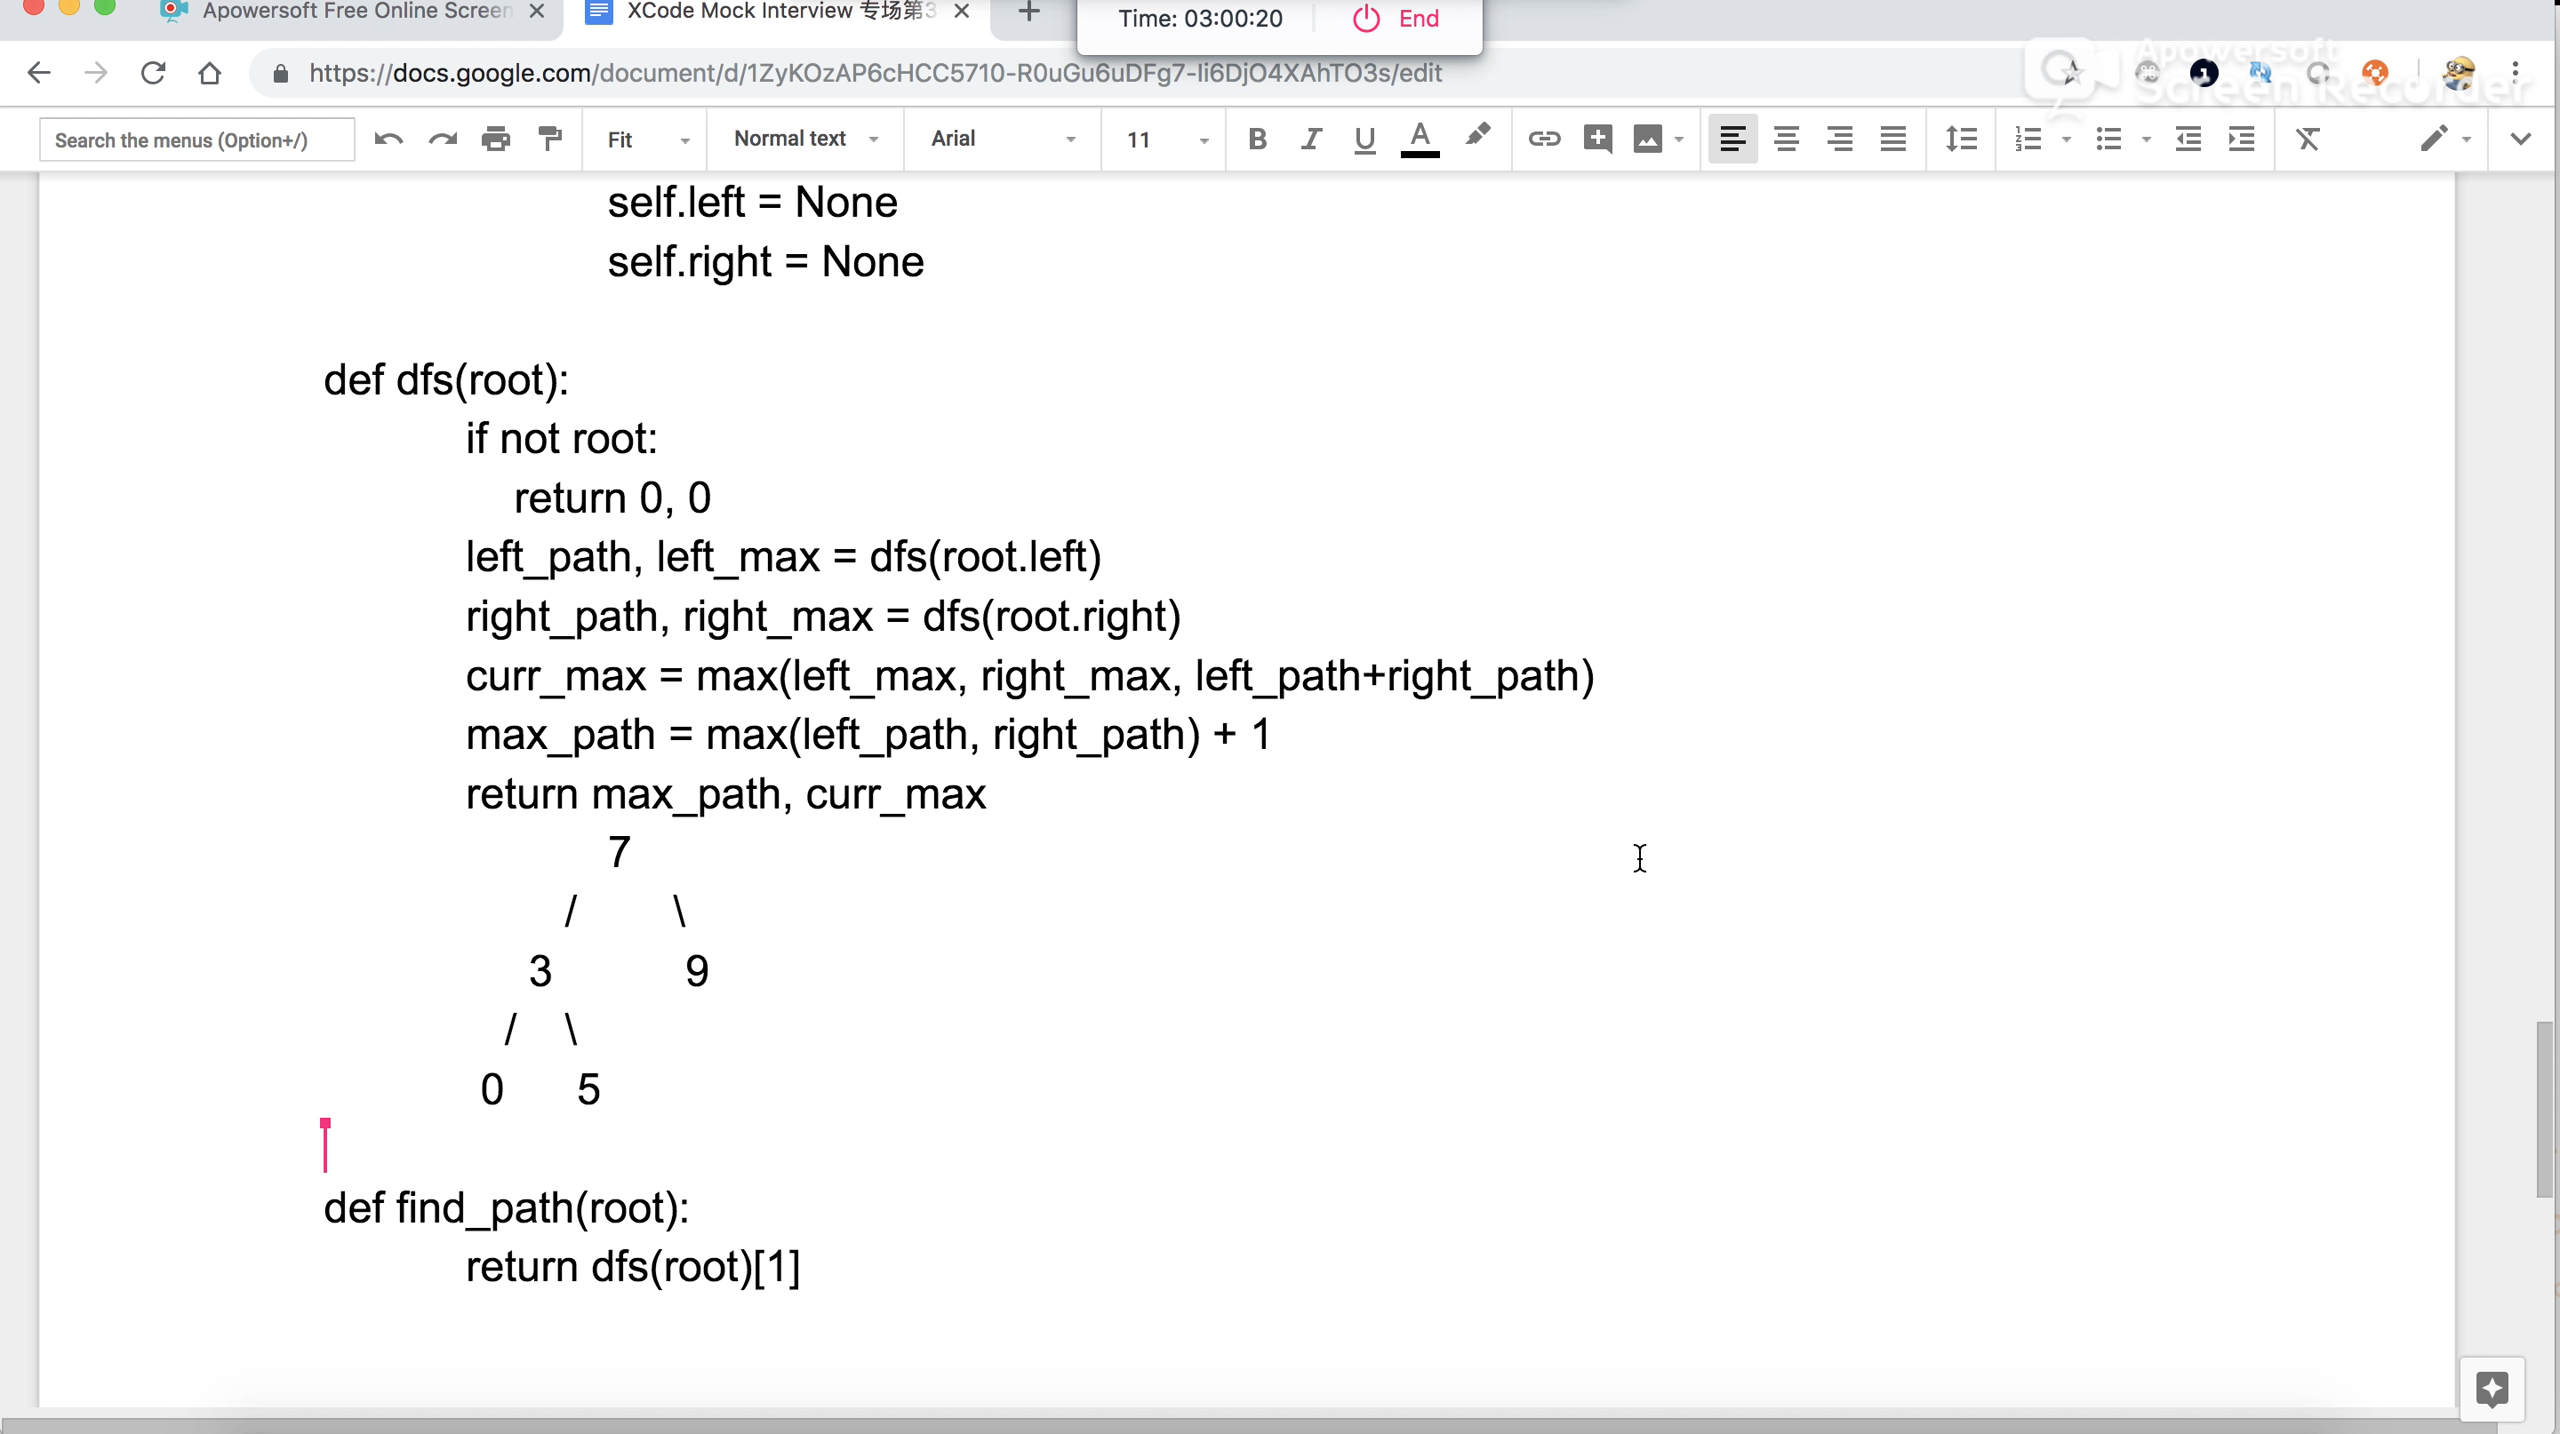 Apowersoft Free Online Screen
XCode Mock Interview 专场第3
Time: 03:00:20
End
https://docs.google.com/document/d/1ZyKOzAP6cHCC5710-R0uGu6uDFg7-Ii6DjO4XAhTO3s/edit
Apowersoft
Screen Recorder
Search the menus (Option+/)
Fit
Normal text
Arial
11
self.left = None
self.right = None
def dfs(root):
if not root:
return 0, 0
left_path, left_max = dfs(root.left)
right_path, right_max = dfs(root.right)
curr_max = max(left_max, right_max, left_path+right_path)
max_path = max(left_path, right_path) + 1
return max_path, curr_max
7
/ \
3 9
/ \
0 5
def find_path(root):
return dfs(root)[1]